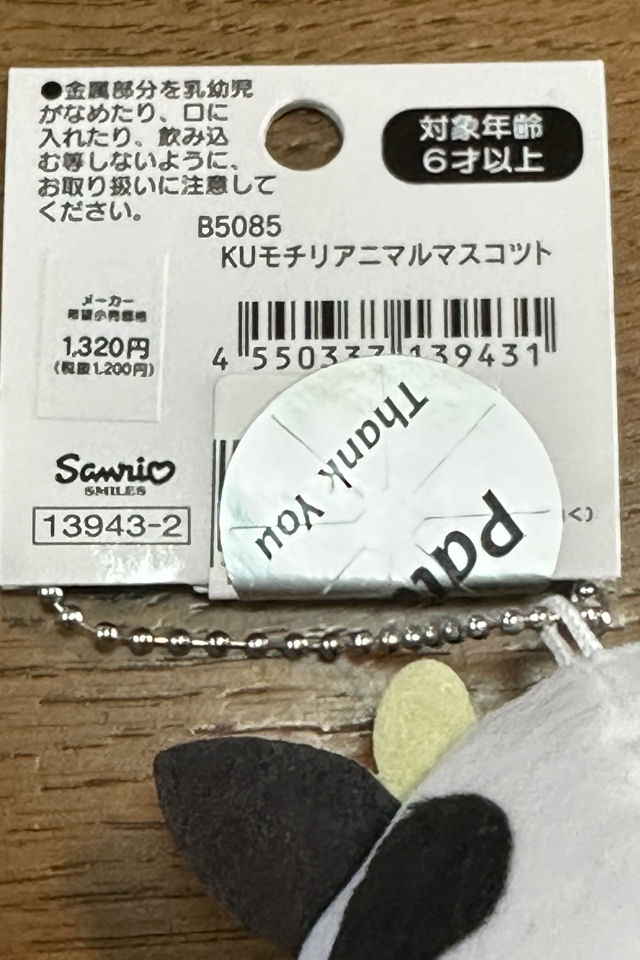 ●金属部分を乳幼児
がなめたり、口に
入れたり、飲み込
む等しないように、
お取り扱いに注意して
ください。
対象年齢
6才以上
B5085
KUモチリアニマルマスコット
メーカー
希望小売価格
1,320円
(税抜1,200円)
4 550337 139431
Sanrio
SMILES
13943-2
Thank You
Pa
く)